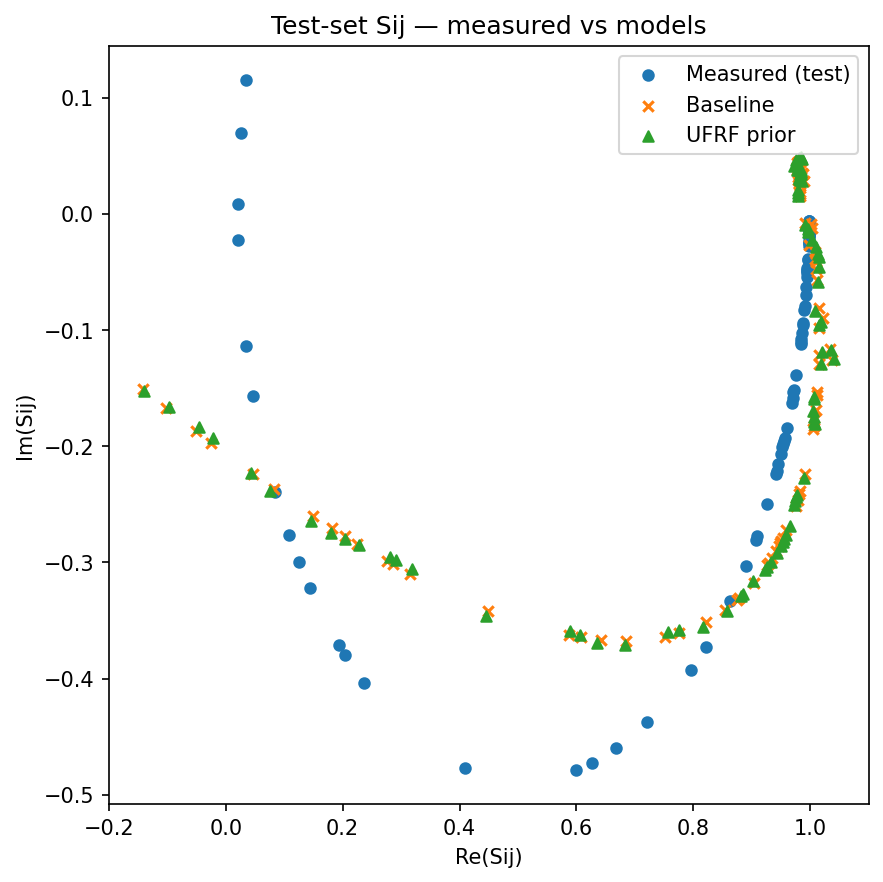 Test-set Sij — measured vs models
Measured (test)
Baseline
UFRF prior
Im(Sij)
0.1
0.0
−0.1
−0.2
−0.3
−0.4
−0.5
−0.2
0.0
0.2
0.4
0.6
0.8
1.0
Re(Sij)